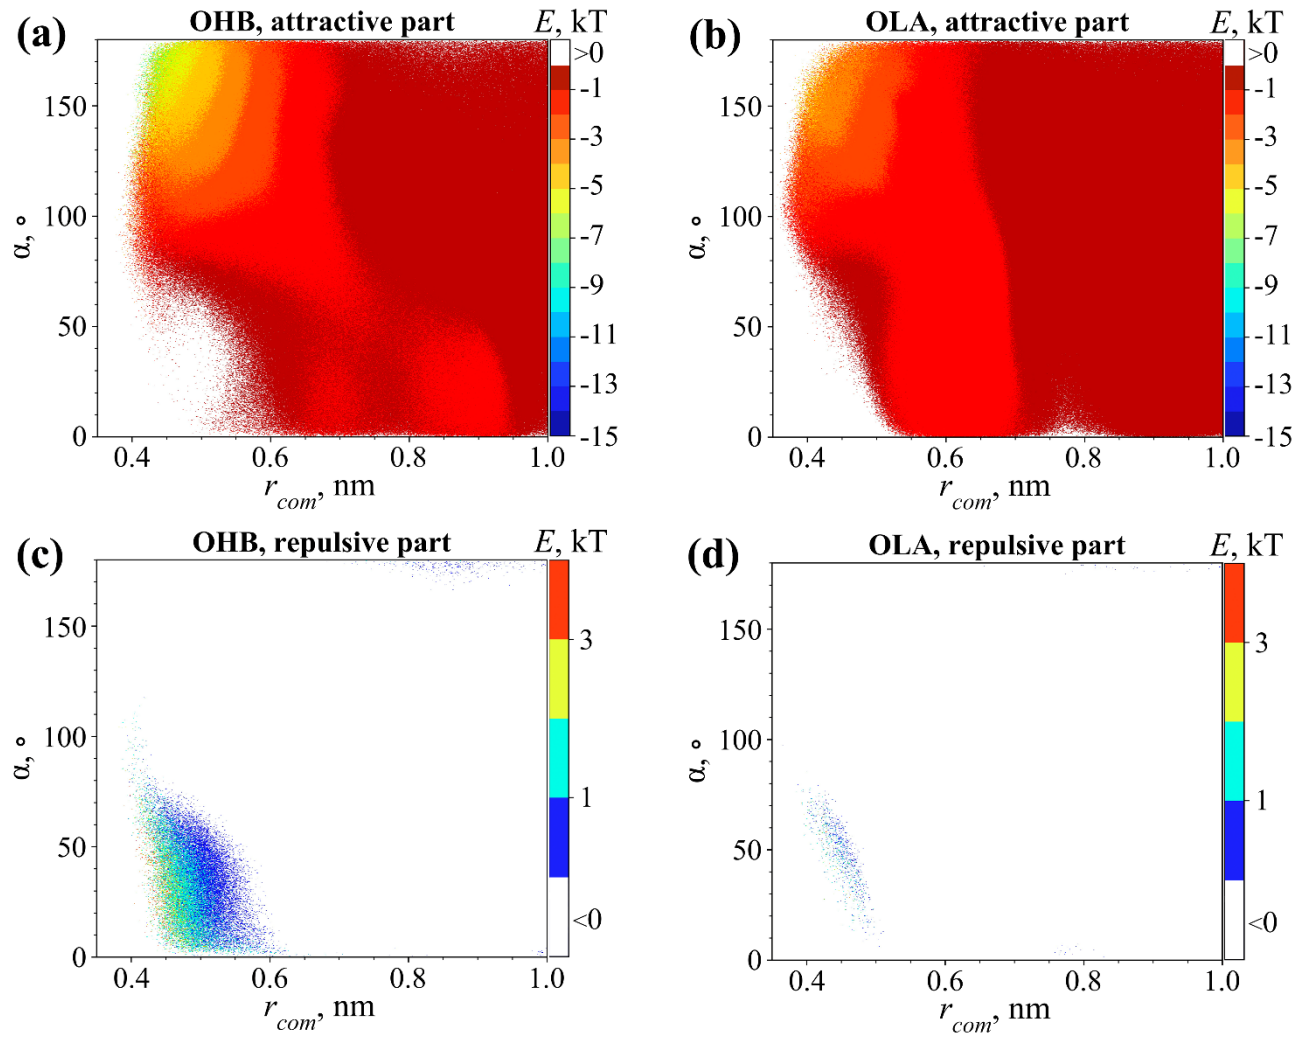 (a) OHB, attractive part E, kT
>0
-1
-3
-5
-7
-9
-11
-13
-15
150
100
50
0
α, °
0.4 0.6 0.8 1.0
r_com, nm
(b) OLA, attractive part E, kT
>0
-1
-3
-5
-7
-9
-11
-13
-15
150
100
50
0
α, °
0.4 0.6 0.8 1.0
r_com, nm
(c) OHB, repulsive part E, kT
3
1
<0
150
100
50
0
α, °
0.4 0.6 0.8 1.0
r_com, nm
(d) OLA, repulsive part E, kT
3
1
<0
150
100
50
0
α, °
0.4 0.6 0.8 1.0
r_com, nm